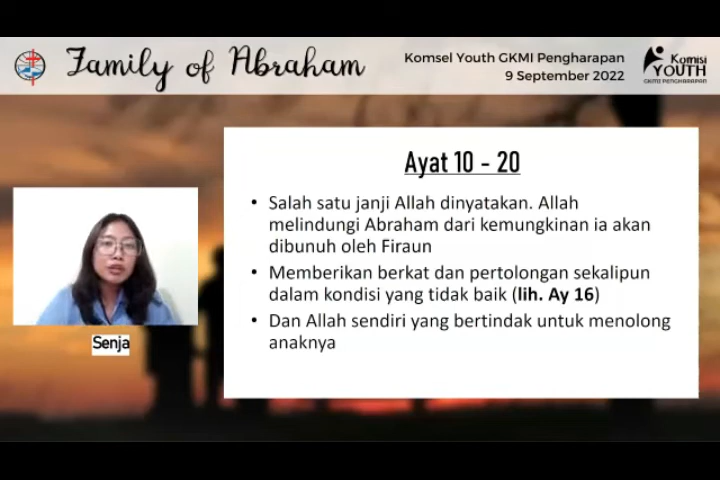 Family of Abraham
Komsel Youth GKMI Pengharapan
9 September 2022
Komisi
YOUTH
GKMI PENGHARAPAN
Ayat 10 – 20
• Salah satu janji Allah dinyatakan. Allah
melindungi Abraham dari kemungkinan ia akan
dibunuh oleh Firaun
• Memberikan berkat dan pertolongan sekalipun
dalam kondisi yang tidak baik (lih. Ay 16)
• Dan Allah sendiri yang bertindak untuk menolong
anaknya
Senja